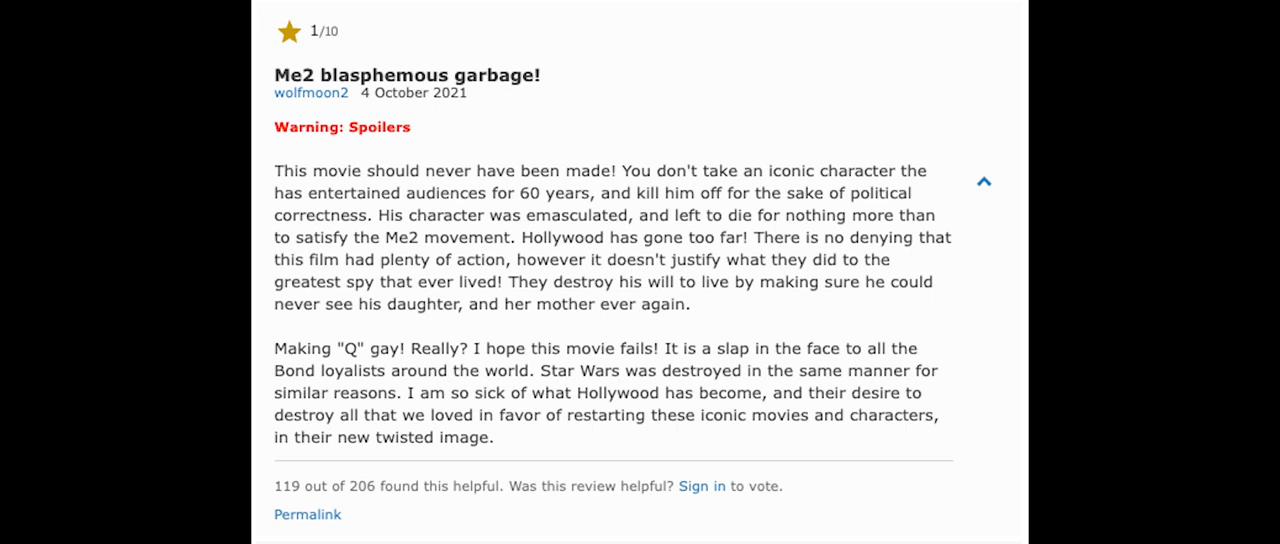 1/10
Me2 blasphemous garbage!
wolfmoon2 4 October 2021
Warning: Spoilers
This movie should never have been made! You don't take an iconic character the
has entertained audiences for 60 years, and kill him off for the sake of political
correctness. His character was emasculated, and left to die for nothing more than
to satisfy the Me2 movement. Hollywood has gone too far! There is no denying that
this film had plenty of action, however it doesn't justify what they did to the
greatest spy that ever lived! They destroy his will to live by making sure he could
never see his daughter, and her mother ever again.
Making "Q" gay! Really? I hope this movie fails! It is a slap in the face to all the
Bond loyalists around the world. Star Wars was destroyed in the same manner for
similar reasons. I am so sick of what Hollywood has become, and their desire to
destroy all that we loved in favor of restarting these iconic movies and characters,
in their new twisted image.
119 out of 206 found this helpful. Was this review helpful? Sign in to vote.
Permalink